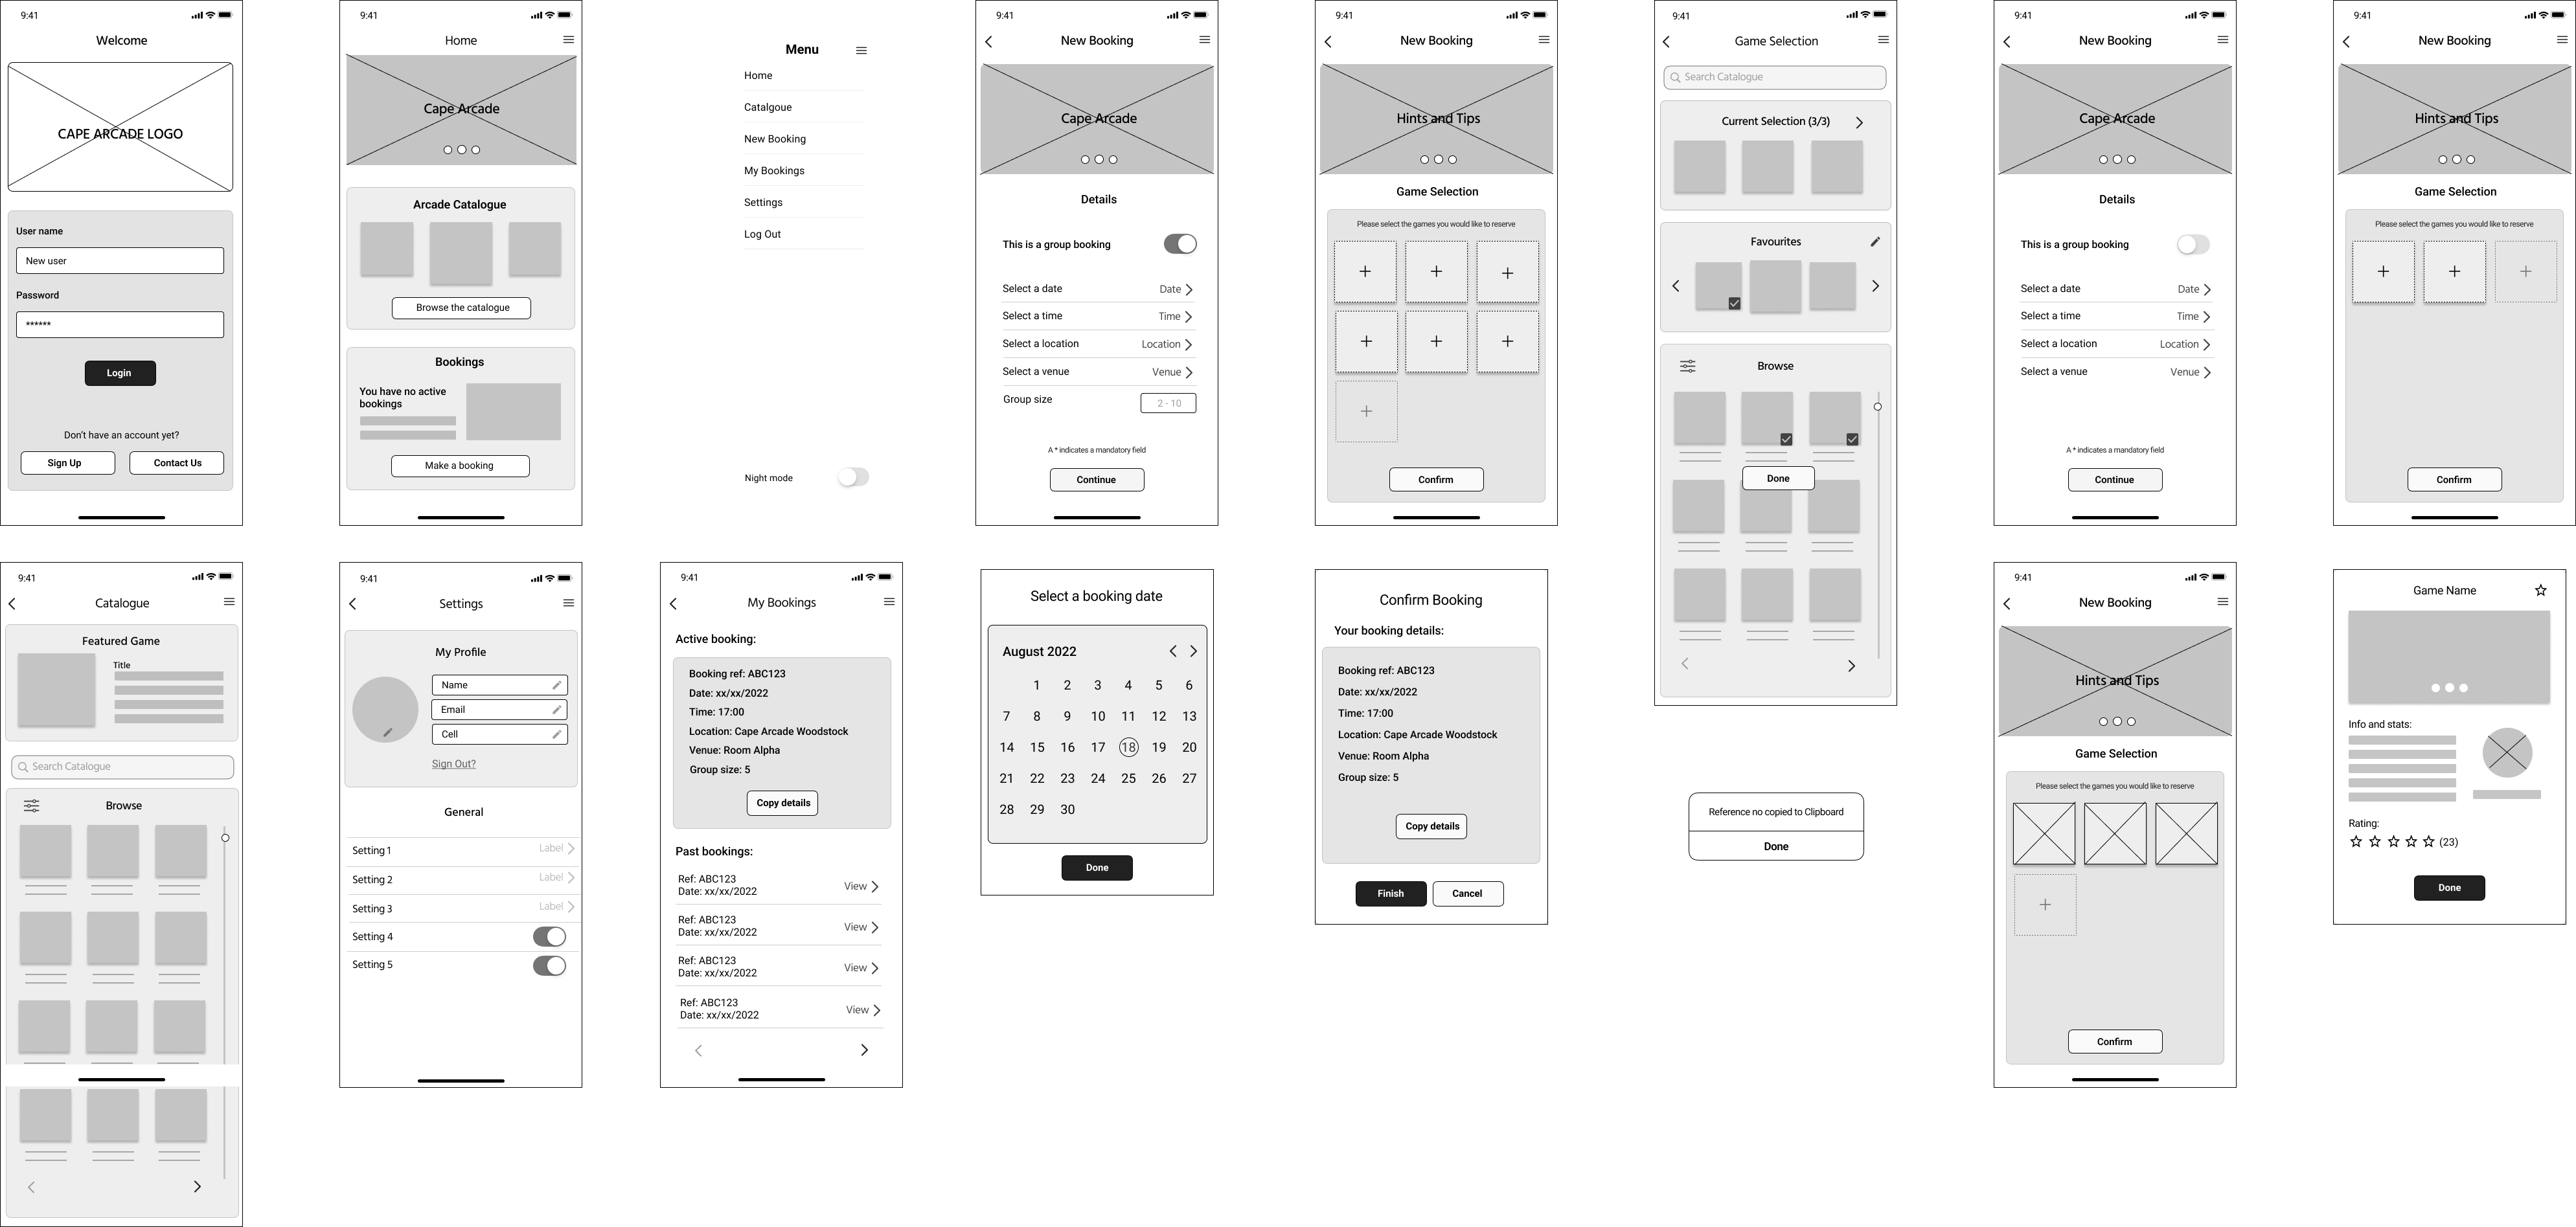 9:41
Welcome
CAPE ARCADE LOGO
User name
New user
Password
******
Login
Don't have an account yet?
Sign Up
Contact Us
9:41
Home
Cape Arcade
Arcade Catalogue
Browse the catalogue
Bookings
You have no active
bookings
Make a booking
Menu
Home
Catalgoue
New Booking
My Bookings
Settings
Log Out
Night mode
9:41
New Booking
Cape Arcade
Details
This is a group booking
Select a date Date
Select a time Time
Select a location Location
Select a venue Venue
Group size 2 - 10
A * indicates a mandatory field
Continue
9:41
New Booking
Hints and Tips
Game Selection
Please select the games you would like to reserve
Confirm
9:41
Game Selection
Search Catalogue
Current Selection (3/3)
Favourites
Browse
Done
9:41
New Booking
Cape Arcade
Details
This is a group booking
Select a date Date
Select a time Time
Select a location Location
Select a venue Venue
A * indicates a mandatory field
Continue
9:41
New Booking
Hints and Tips
Game Selection
Please select the games you would like to reserve
Confirm
9:41
Catalogue
Featured Game
Title
Search Catalogue
Browse
9:41
Settings
My Profile
Name
Email
Cell
Sign Out?
General
Setting 1 Label
Setting 2 Label
Setting 3 Label
Setting 4
Setting 5
9:41
My Bookings
Active booking:
Booking ref: ABC123
Date: xx/xx/2022
Time: 17:00
Location: Cape Arcade Woodstock
Venue: Room Alpha
Group size: 5
Copy details
Past bookings:
Ref: ABC123
Date: xx/xx/2022
View
Ref: ABC123
Date: xx/xx/2022
View
Ref: ABC123
Date: xx/xx/2022
View
Ref: ABC123
Date: xx/xx/2022
View
Select a booking date
August 2022
1 2 3 4 5 6
7 8 9 10 11 12 13
14 15 16 17 18 19 20
21 22 23 24 25 26 27
28 29 30
Done
Confirm Booking
Your booking details:
Booking ref: ABC123
Date: xx/xx/2022
Time: 17:00
Location: Cape Arcade Woodstock
Venue: Room Alpha
Group size: 5
Copy details
Finish
Cancel
Reference no copied to Clipboard
Done
9:41
New Booking
Hints and Tips
Game Selection
Please select the games you would like to reserve
Confirm
Game Name
Info and stats:
Rating:
(23)
Done